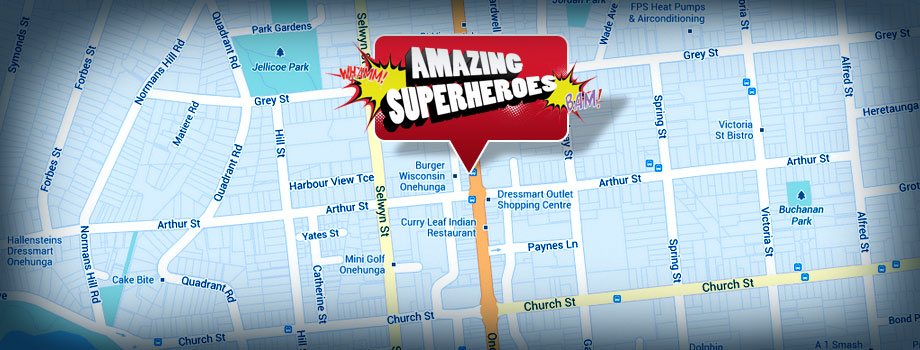 Park Gardens
FPS Heat Pumps
& Airconditioning
Wade Ave
Symonds St
Forbes St
Normans Hill Rd
Quadrant Rd
Jellicoe Park
Selwyn St
AMAZING
SUPERHEROES
WHAMM!
BAM!
Grey St
Grey St
Alfred St
Matiere Rd
Hill St
Spring St
Victoria
St Bistro
Heretaunga
Forbes St
Quadrant Rd
Burger
Wisconsin
Onehunga
Harbour View Tce
Arthur St
Arthur St
Arthur St
Arthur St
Selwyn St
Dressmart Outlet
Shopping Centre
Curry Leaf Indian
Restaurant
Buchanan
Park
Hallensteins
Dressmart
Onehunga
Normans Hill Rd
Yates St
Paynes Ln
Mini Golf
Onehunga
Spring St
Victoria St
Alfred St
Cake Bite
Quadrant Rd
Catherine St
Selwyn St
Church St
Church St
Church St
Hill St
Bond P
A 1 Smash